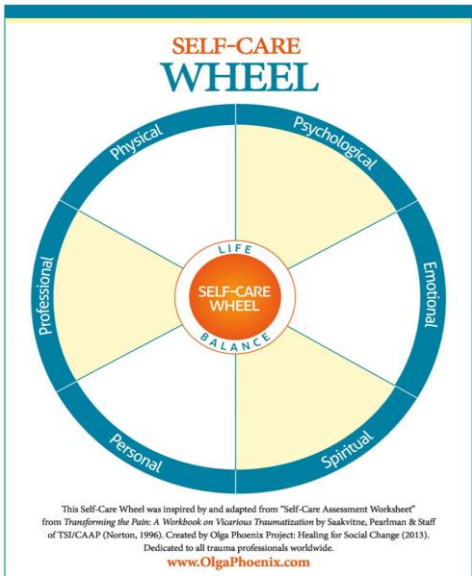 SELF-CARE
WHEEL
Physical
Psychological
Professional
Emotional
LIFE
SELF-CARE
WHEEL
BALANCE
Personal
Spiritual
This Self-Care Wheel was inspired by and adapted from "Self-Care Assessment Worksheet"
from Transforming the Pain: A Workbook on Vicarious Traumatization by Saakvitne, Pearlman & Staff
of TSI/CAAP (Norton, 1996). Created by Olga Phoenix Project: Healing for Social Change (2013).
Dedicated to all trauma professionals worldwide.
www.OlgaPhoenix.com